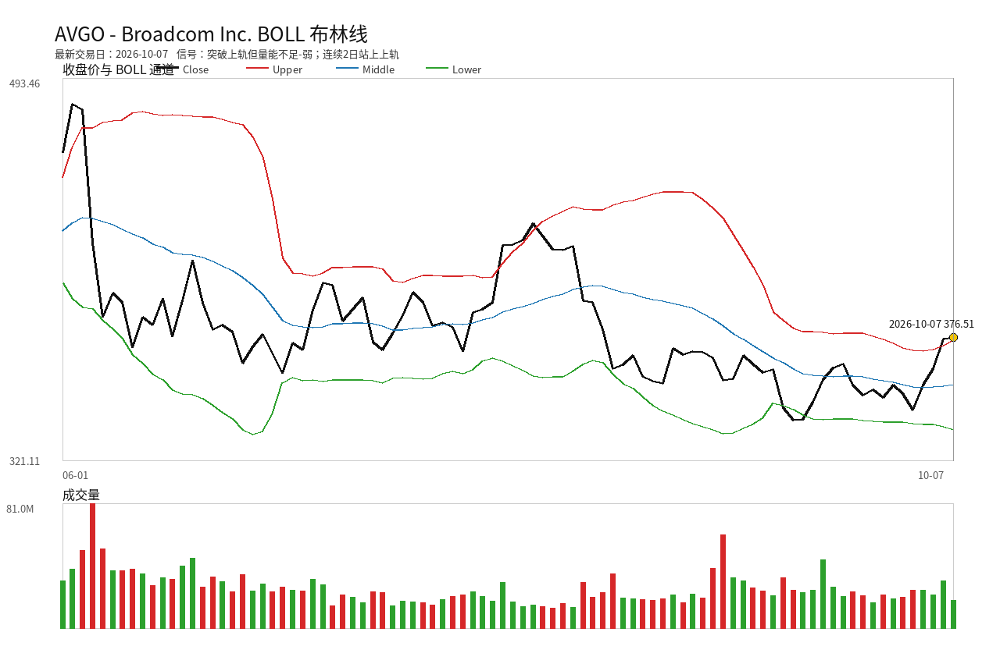 AVGO - Broadcom Inc. BOLL 布林线
最新交易日：2026-10-07 信号：突破上轨但量能不足-弱；连续2日站上上轨
收盘价与 BOLL 通道 Close Upper Middle Lower
493.46
2026-10-07 376.51
321.11
06-01 10-07
成交量
81.0M